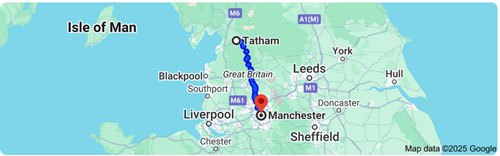 M6
A1(M)
Isle of Man
Tatham
York
Great Britain
Leeds
Blackpool
Hull
Southport
M1
M61
Doncaster
Liverpool
Manchester
Sheffield
Chester
Map data ©2025 Google